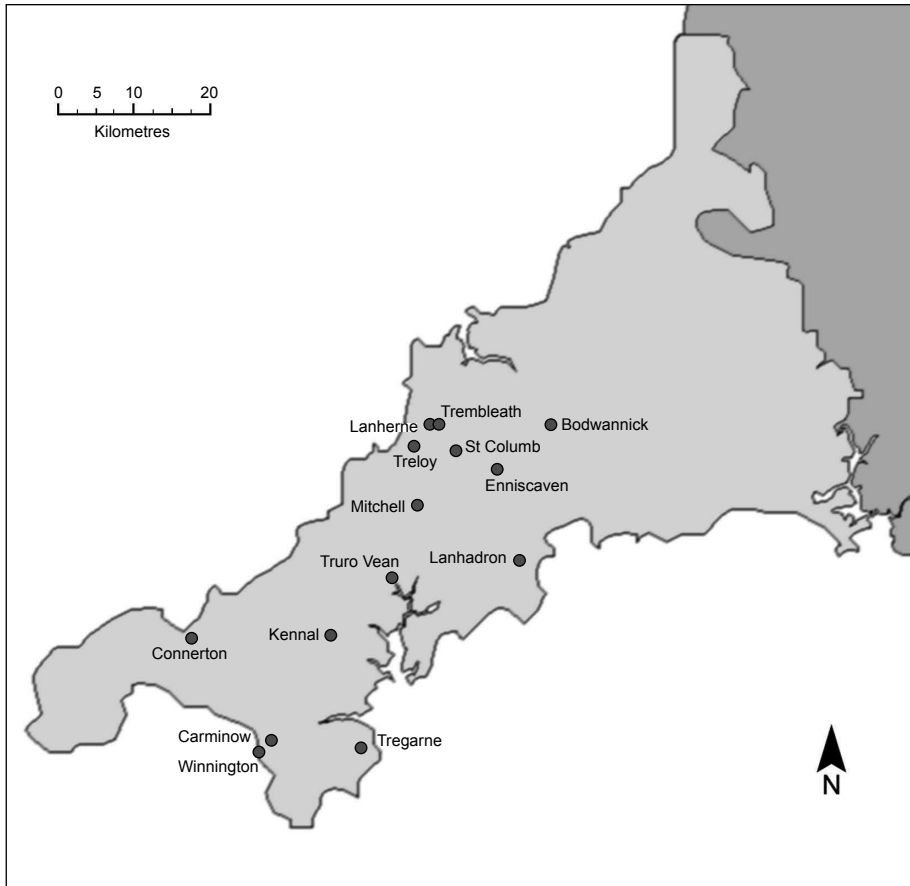 0 5 10 20
Kilometres
Trembleath
Lanherne
Bodwannick
St Columb
Treloy
Enniscaven
Mitchell
Lanhadron
Truro Vean
Kennal
Connerton
Carminow
Tregarne
Winnington
N